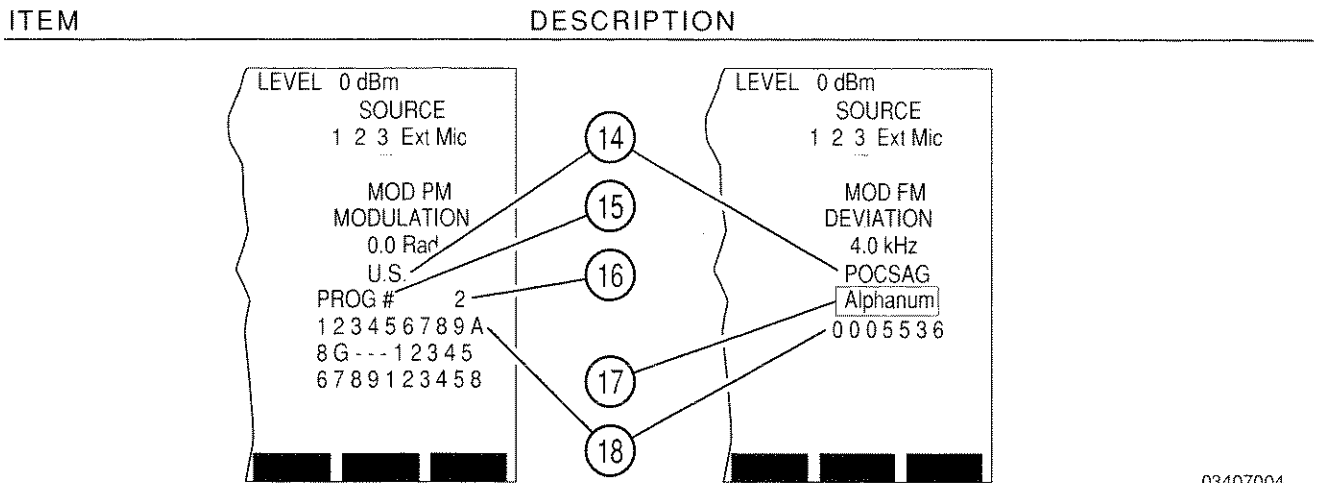 ITEM DESCRIPTION
LEVEL 0 dBm
SOURCE
1 2 3 Ext Mic
MOD PM
MODULATION
0.0 Rad
U.S.
PROG # 2
1 2 3 4 5 6 7 8 9 A
8 G - - - 1 2 3 4 5
6 7 8 9 1 2 3 4 5 8
14
15
16
17
18
LEVEL 0 dBm
SOURCE
1 2 3 Ext Mic
MOD FM
DEVIATION
4.0 kHz
POCSAG
Alphanum
0 0 0 5 5 3 6
03407004